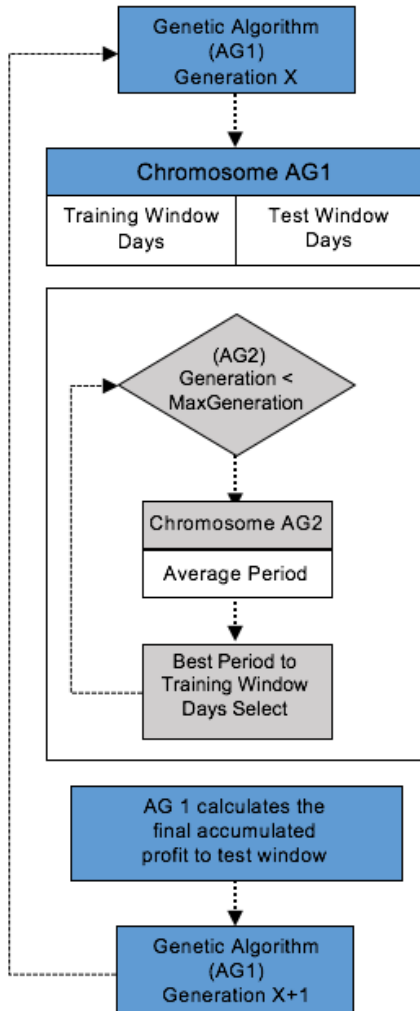 Genetic Algorithm
(AG1)
Generation X
Chromosome AG1
Training Window
Days
Test Window
Days
(AG2)
Generation <
MaxGeneration
Chromosome AG2
Average Period
Best Period to
Training Window
Days Select
AG 1 calculates the
final accumulated
profit to test window
Genetic Algorithm
(AG1)
Generation X+1